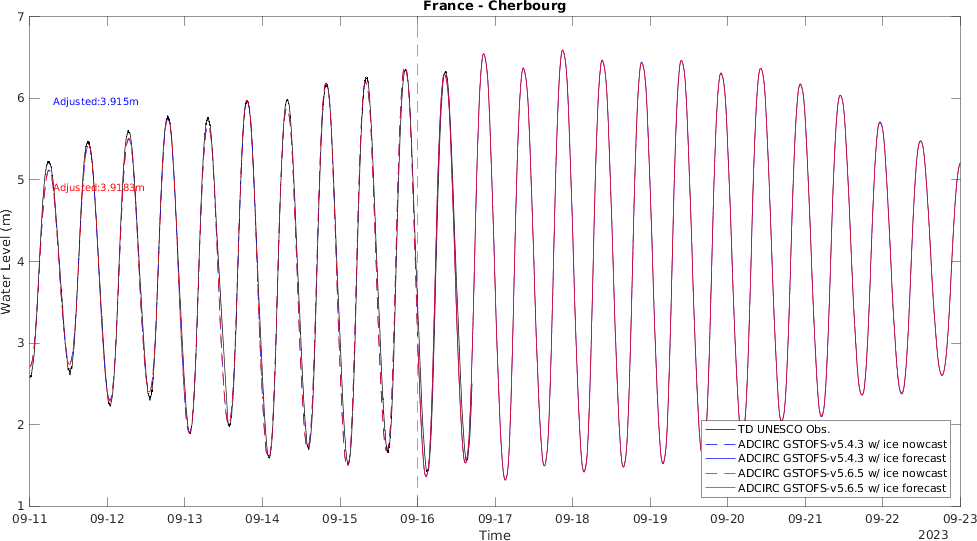 France - Cherbourg
7
6
5
4
3
2
1
Water Level (m)
Adjusted:3.915m
Adjusted:3.9183m
TD UNESCO Obs.
ADCIRC GSTOFS-v5.4.3 w/ ice nowcast
ADCIRC GSTOFS-v5.4.3 w/ ice forecast
ADCIRC GSTOFS-v5.6.5 w/ ice nowcast
ADCIRC GSTOFS-v5.6.5 w/ ice forecast
09-11 09-12 09-13 09-14 09-15 09-16 09-17 09-18 09-19 09-20 09-21 09-22 09-23
Time
2023